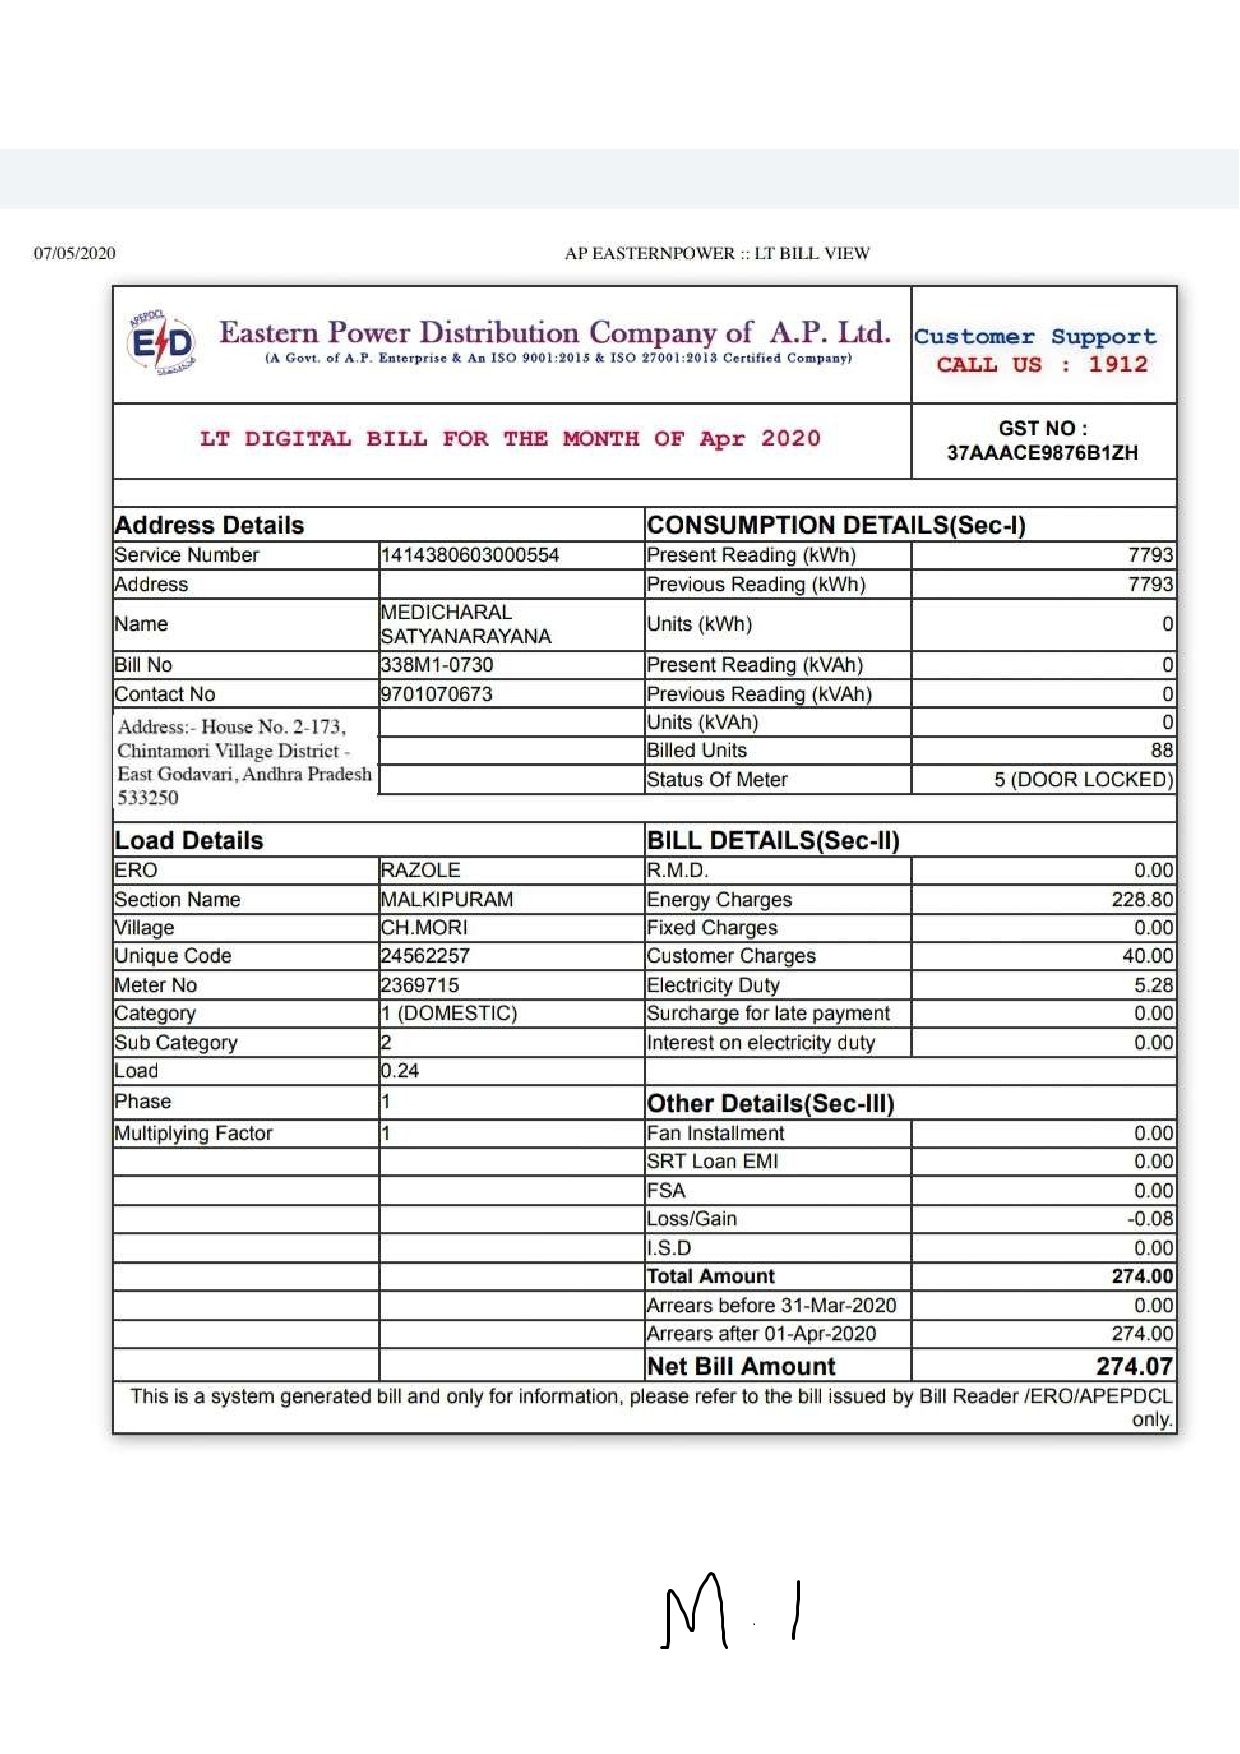 07/05/2020 AP EASTERNPOWER :: LT BILL VIEW
APEPDCL
ED
Eastern Power Distribution Company of A.P. Ltd.
(A Govt. of A.P. Enterprise & An ISO 9001:2015 & ISO 27001:2013 Certified Company)
Customer Support
CALL US : 1912
LT DIGITAL BILL FOR THE MONTH OF Apr 2020
GST NO :
37AAACE9876B1ZH
Address Details CONSUMPTION DETAILS(Sec-I)
Service Number 1414380603000554 Present Reading (kWh) 7793
Address Previous Reading (kWh) 7793
Name MEDICHARAL
SATYANARAYANA Units (kWh) 0
Bill No 338M1-0730 Present Reading (kVAh) 0
Contact No 9701070673 Previous Reading (kVAh) 0
Address:- House No. 2-173, Units (kVAh) 0
Chintamori Village District - Billed Units 88
East Godavari, Andhra Pradesh Status Of Meter 5 (DOOR LOCKED)
533250
Load Details BILL DETAILS(Sec-II)
ERO RAZOLE R.M.D. 0.00
Section Name MALKIPURAM Energy Charges 228.80
Village CH.MORI Fixed Charges 0.00
Unique Code 24562257 Customer Charges 40.00
Meter No 2369715 Electricity Duty 5.28
Category 1 (DOMESTIC) Surcharge for late payment 0.00
Sub Category 2 Interest on electricity duty 0.00
Load 0.24
Phase 1 Other Details(Sec-III)
Multiplying Factor 1 Fan Installment 0.00
SRT Loan EMI 0.00
FSA 0.00
Loss/Gain -0.08
I.S.D 0.00
Total Amount 274.00
Arrears before 31-Mar-2020 0.00
Arrears after 01-Apr-2020 274.00
Net Bill Amount 274.07
This is a system generated bill and only for information, please refer to the bill issued by Bill Reader /ERO/APEPDCL
only.
M . 1